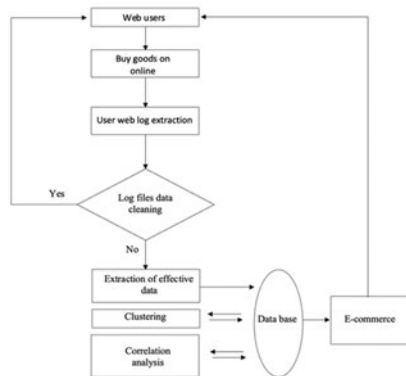 Web users
Buy goods on
online
User web log extraction
Yes
Log files data
cleaning
No
Extraction of effective
data
Clustering
Data base
E-commerce
Correlation
analysis